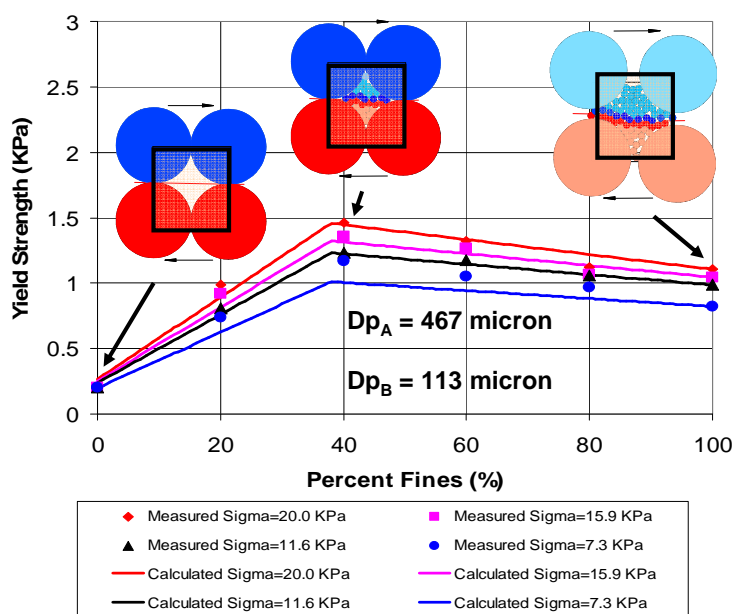 3
2.5
2
1.5
1
0.5
0
Yield Strength (KPa)
Dp_A = 467 micron
Dp_B = 113 micron
0 20 40 60 80 100
Percent Fines (%)
Measured Sigma=20.0 KPa Measured Sigma=15.9 KPa
Measured Sigma=11.6 KPa Measured Sigma=7.3 KPa
Calculated Sigma=20.0 KPa Calculated Sigma=15.9 KPa
Calculated Sigma=11.6 KPa Calculated Sigma=7.3 KPa